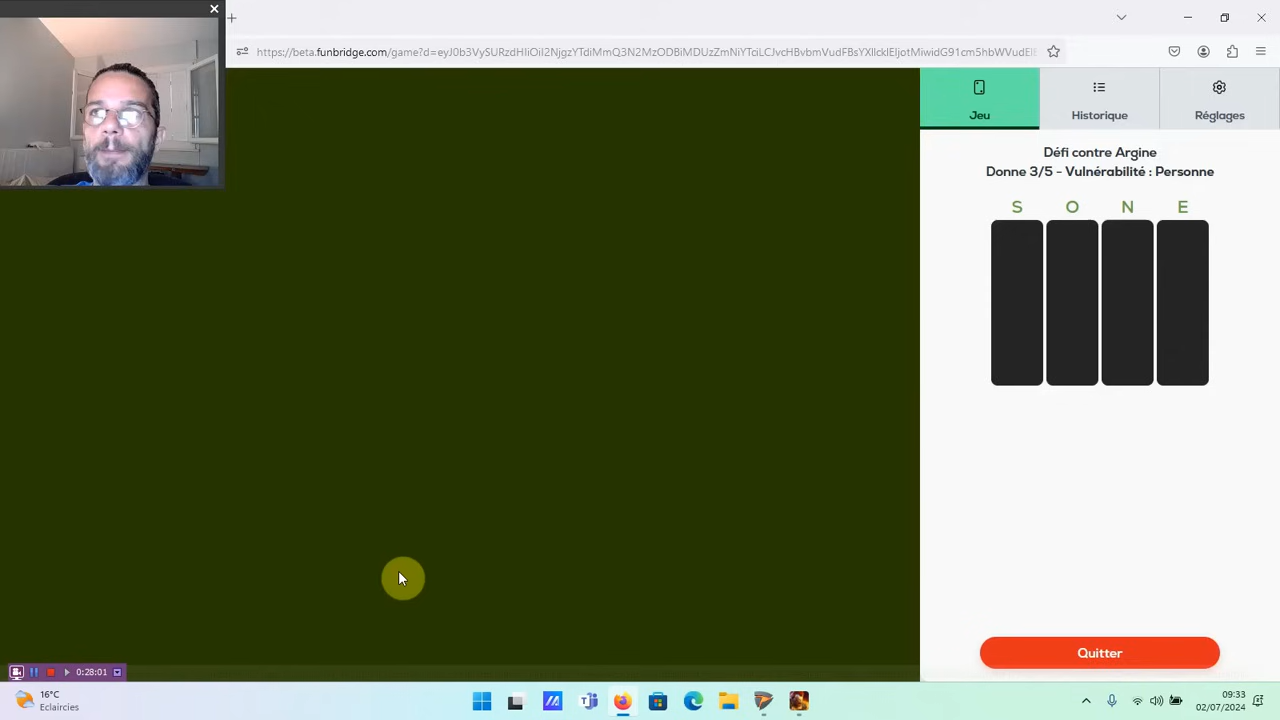 https://beta.funbridge.com/game?d=
Jeu
Historique
Réglages
Défi contre Argine
Donne 3/5 - Vulnérabilité : Personne
S O N E
Quitter
0:28:01
16°C
Eclaircies
09:33
02/07/2024